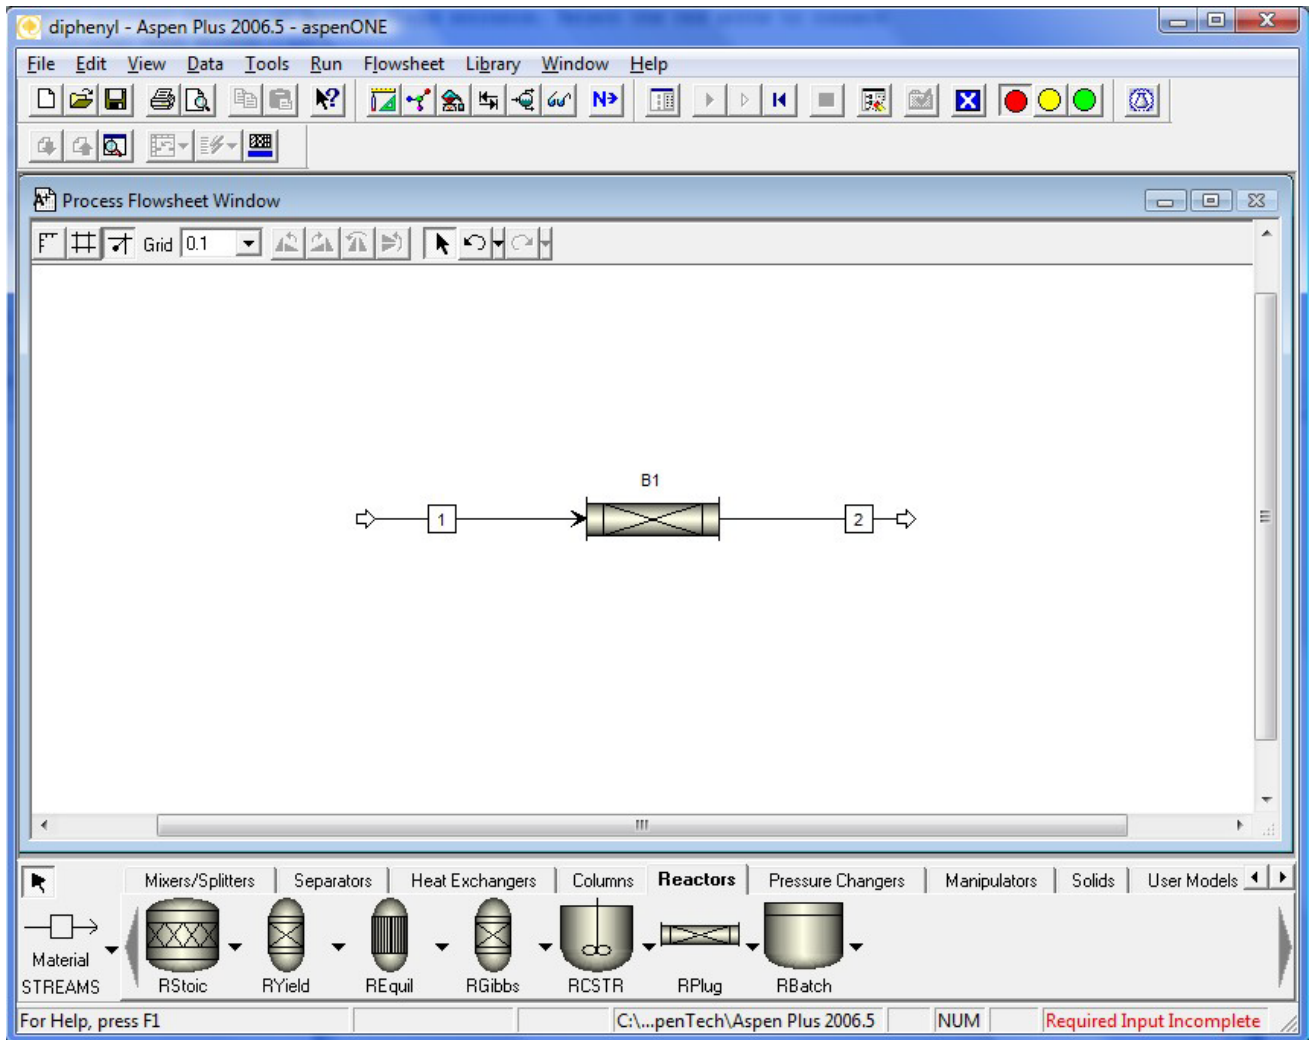 diphenyl - Aspen Plus 2006.5 - aspenONE
File Edit View Data Tools Run Flowsheet Library Window Help
N
Process Flowsheet Window
Grid 0.1
B1
1 2
Mixers/Splitters Separators Heat Exchangers Columns Reactors Pressure Changers Manipulators Solids User Models
Material
STREAMS RStoic RYield REquil RGibbs RCSTR RPlug RBatch
For Help, press F1 C:\...penTech\Aspen Plus 2006.5 NUM Required Input Incomplete